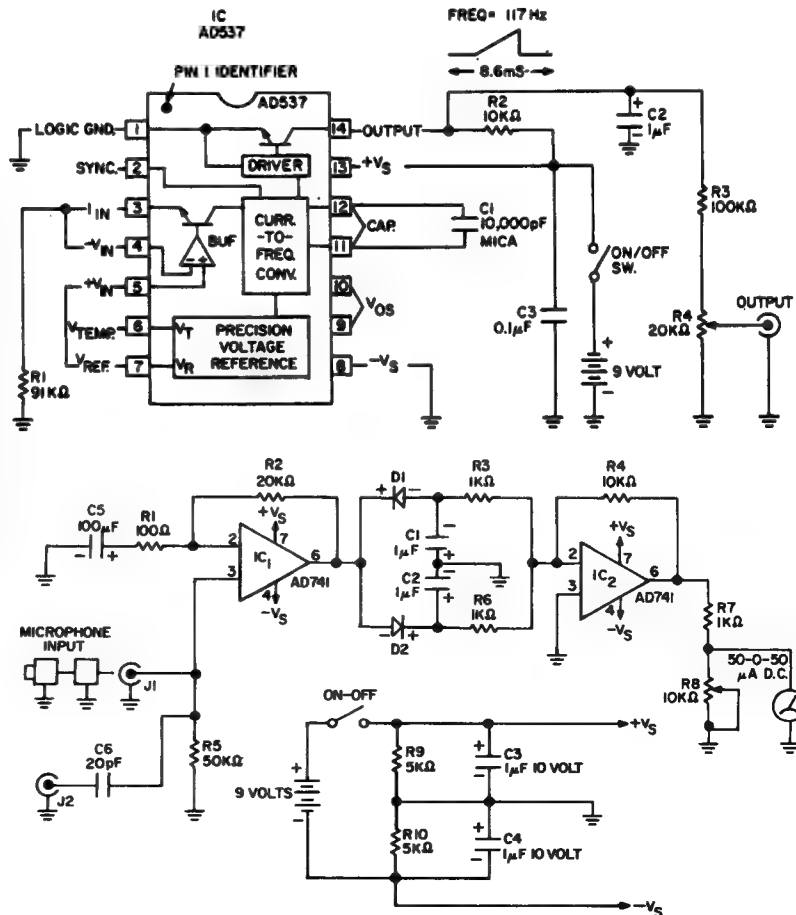 IC
AD537
FREQ= 117 Hz
8.6mS
PIN 1 IDENTIFIER
AD537
LOGIC GND. 1
14 OUTPUT
R2
10KΩ
+
C2
1μF
SYNC. 2
DRIVER
13 +VS
I IN 3
12
CAP.
C1
10,000pF
MICA
-VIN 4
BUF
CURR.
-TO-
FREQ.
CONV.
11
+VIN 5
- +
10
VOS
9
VTEMP. 6
VT
PRECISION
VOLTAGE
REFERENCE
VREF. 7
VR
8 -VS
R1
91KΩ
C3
0.1μF
ON/OFF
SW.
+
9 VOLT
-
R3
100KΩ
R4
20KΩ
OUTPUT
R2
20KΩ
C5
100μF
- +
R1
100Ω
+VS
2
7
IC1
6
3
AD741
4
-VS
D1
+ -
R3
1KΩ
-
C1
1μF
+
-
C2
1μF
+
R6
1KΩ
- +
D2
R4
10KΩ
+VS
2
7
IC2
6
3
AD741
4
-VS
R7
1KΩ
50-0-50
μA D.C.
R8
10KΩ
MICROPHONE
INPUT
J1
C6
20pF
J2
R5
50KΩ
ON-OFF
+
9 VOLTS
-
R9
5KΩ
R10
5KΩ
+
C3
1μF 10 VOLT
-
+
C4
1μF 10 VOLT
-
+VS
-VS